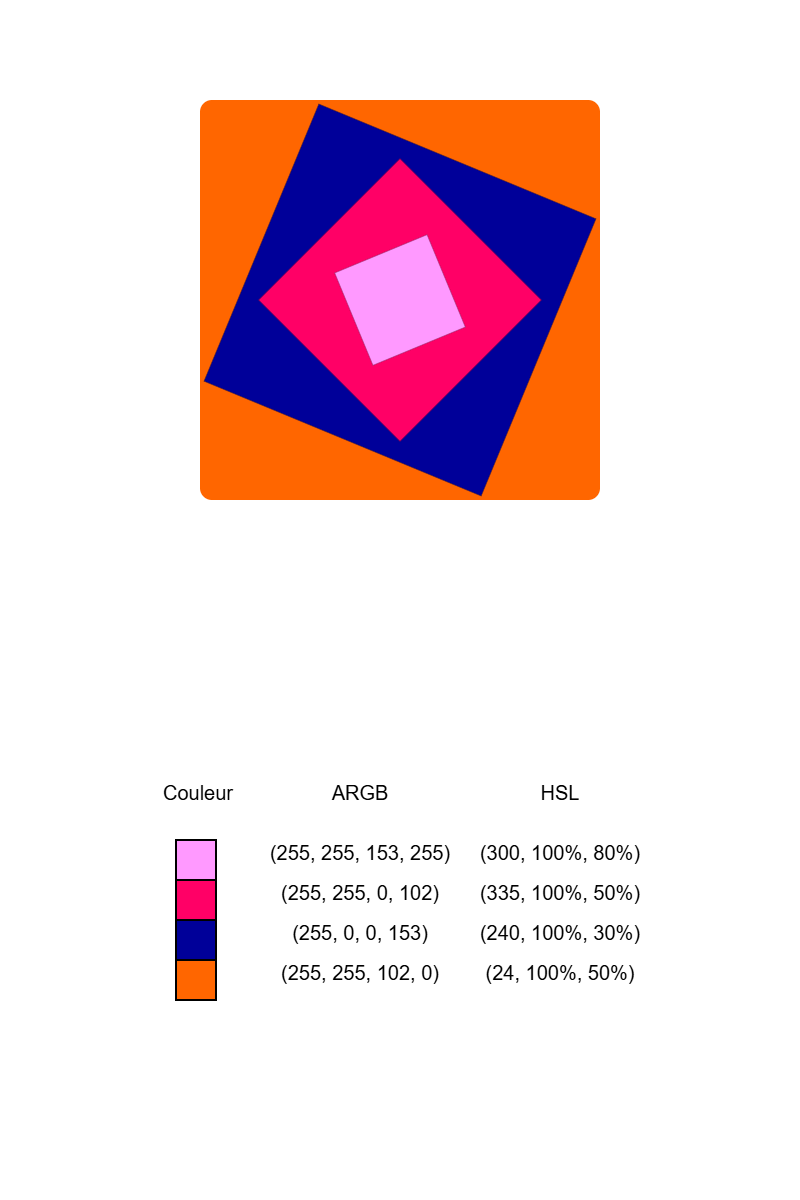 Couleur ARGB HSL
(255, 255, 153, 255) (300, 100%, 80%)
(255, 255, 0, 102) (335, 100%, 50%)
(255, 0, 0, 153) (240, 100%, 30%)
(255, 255, 102, 0) (24, 100%, 50%)